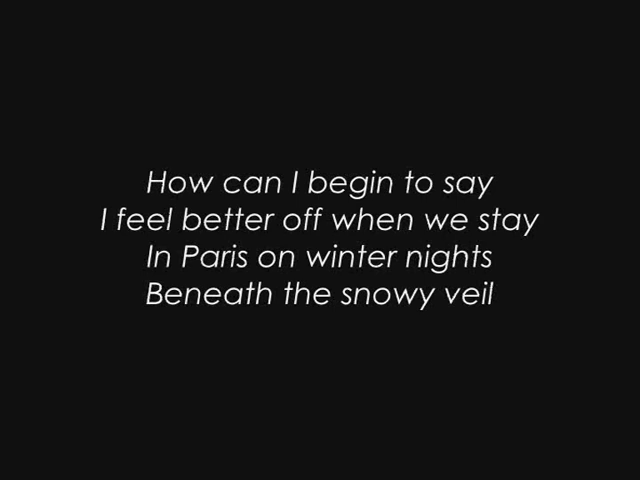 How can I begin to say
I feel better off when we stay
In Paris on winter nights
Beneath the snowy veil